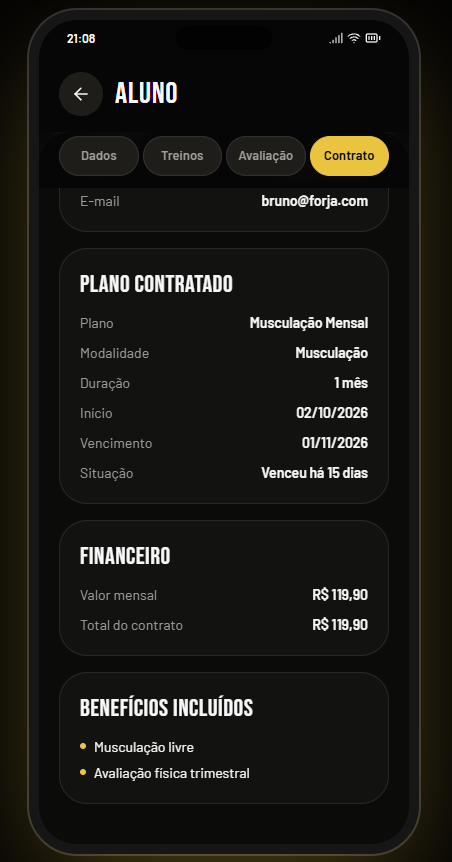 21:08
ALUNO
Dados Treinos Avaliação Contrato
E-mail bruno@forja.com
PLANO CONTRATADO
Plano Musculação Mensal
Modalidade Musculação
Duração 1 mês
Início 02/10/2026
Vencimento 01/11/2026
Situação Venceu há 15 dias
FINANCEIRO
Valor mensal R$ 119,90
Total do contrato R$ 119,90
BENEFÍCIOS INCLUÍDOS
Musculação livre
Avaliação física trimestral